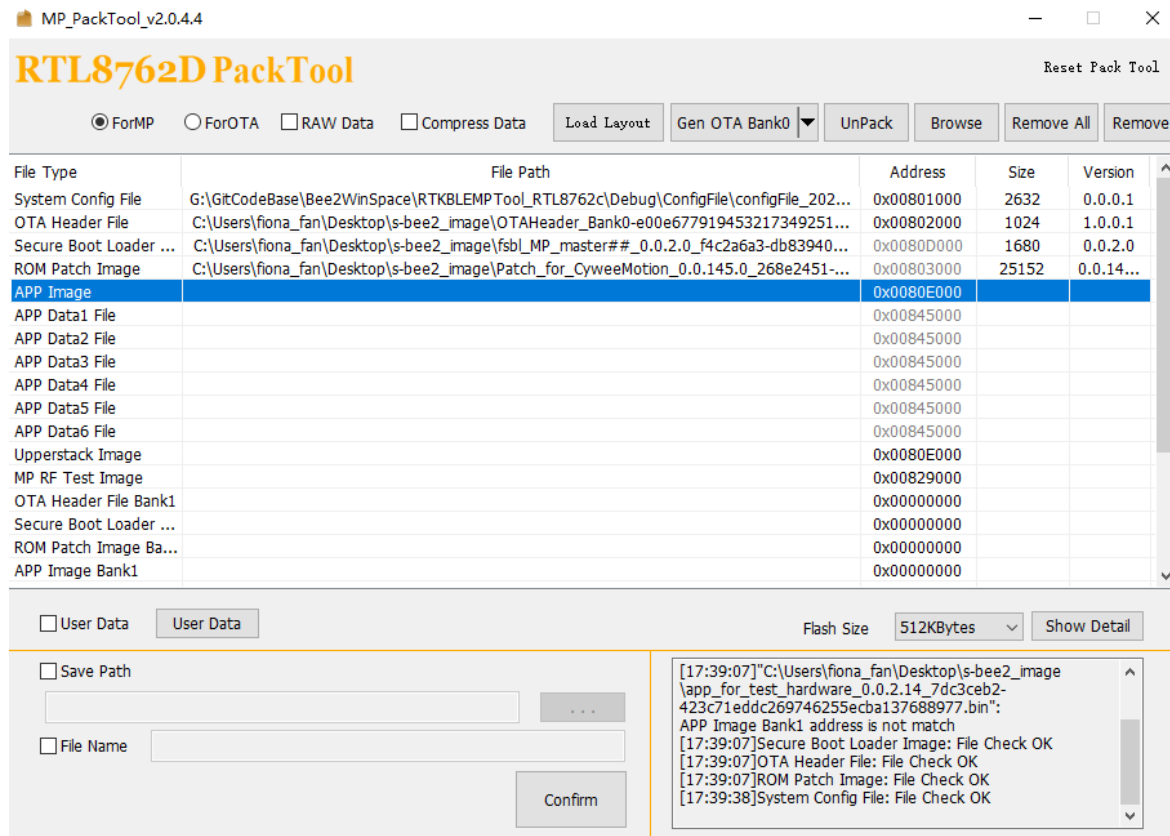 MP_PackTool_v2.0.4.4
RTL8762D PackTool
Reset Pack Tool
ForMP ForOTA RAW Data Compress Data Load Layout Gen OTA Bank0 UnPack Browse Remove All Remove
File Type File Path Address Size Version
System Config File G:\GitCodeBase\Bee2WinSpace\RTKBLEMPTool_RTL8762c\Debug\ConfigFile\configFile_202... 0x00801000 2632 0.0.0.1
OTA Header File C:\Users\fiona_fan\Desktop\s-bee2_image\OTAHeader_Bank0-e00e677919453217349251... 0x00802000 1024 1.0.0.1
Secure Boot Loader ... C:\Users\fiona_fan\Desktop\s-bee2_image\fsbl_MP_master##_0.0.2.0_f4c2a6a3-db83940... 0x0080D000 1680 0.0.2.0
ROM Patch Image C:\Users\fiona_fan\Desktop\s-bee2_image\Patch_for_CyweeMotion_0.0.145.0_268e2451-... 0x00803000 25152 0.0.14...
APP Image 0x0080E000
APP Data1 File 0x00845000
APP Data2 File 0x00845000
APP Data3 File 0x00845000
APP Data4 File 0x00845000
APP Data5 File 0x00845000
APP Data6 File 0x00845000
Upperstack Image 0x0080E000
MP RF Test Image 0x00829000
OTA Header File Bank1 0x00000000
Secure Boot Loader ... 0x00000000
ROM Patch Image Ba... 0x00000000
APP Image Bank1 0x00000000
User Data User Data Flash Size 512KBytes Show Detail
Save Path
...
File Name
Confirm
[17:39:07]"C:\Users\fiona_fan\Desktop\s-bee2_image
\app_for_test_hardware_0.0.2.14_7dc3ceb2-
423c71eddc269746255ecba137688977.bin":
APP Image Bank1 address is not match
[17:39:07]Secure Boot Loader Image: File Check OK
[17:39:07]OTA Header File: File Check OK
[17:39:07]ROM Patch Image: File Check OK
[17:39:38]System Config File: File Check OK